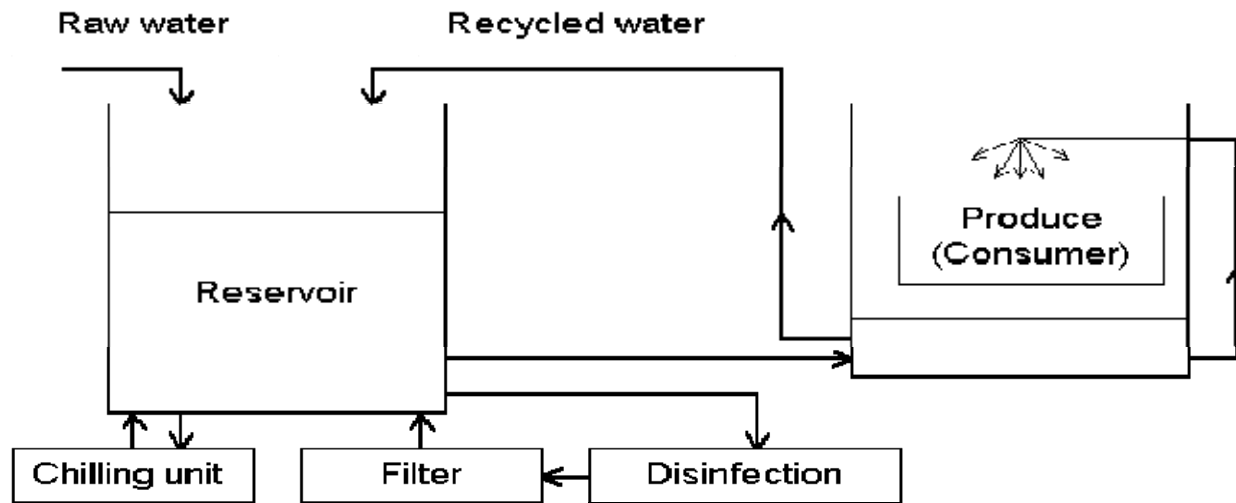 Raw water
Recycled water
Produce
(Consumer)
Reservoir
Chilling unit
Filter
Disinfection